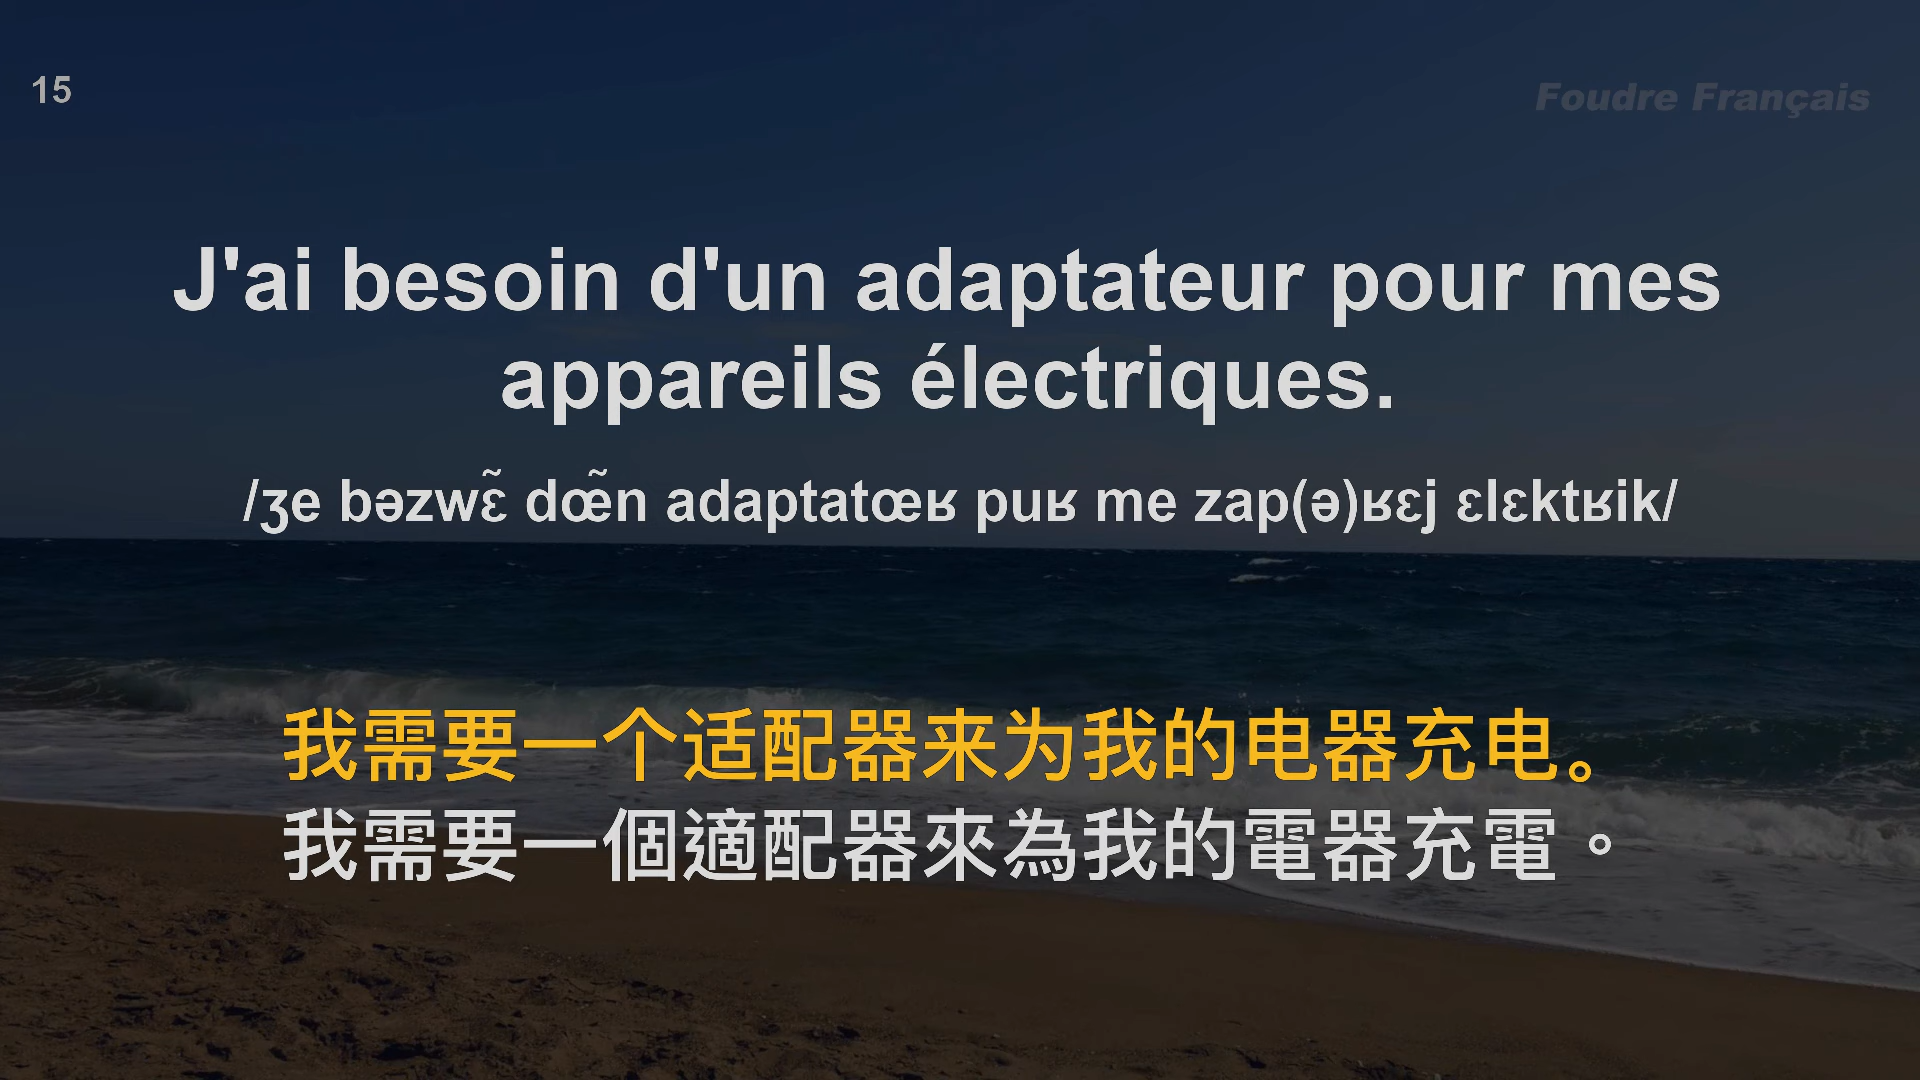 15
Foudre Français
J'ai besoin d'un adaptateur pour mes
appareils électriques.
/ʒe bəzwɛ̃ dœ̃n adaptatœʁ puʁ me zap(ə)ʁɛj ɛlɛktʁik/
我需要一个适配器来为我的电器充电。
我需要一個適配器來為我的電器充電。